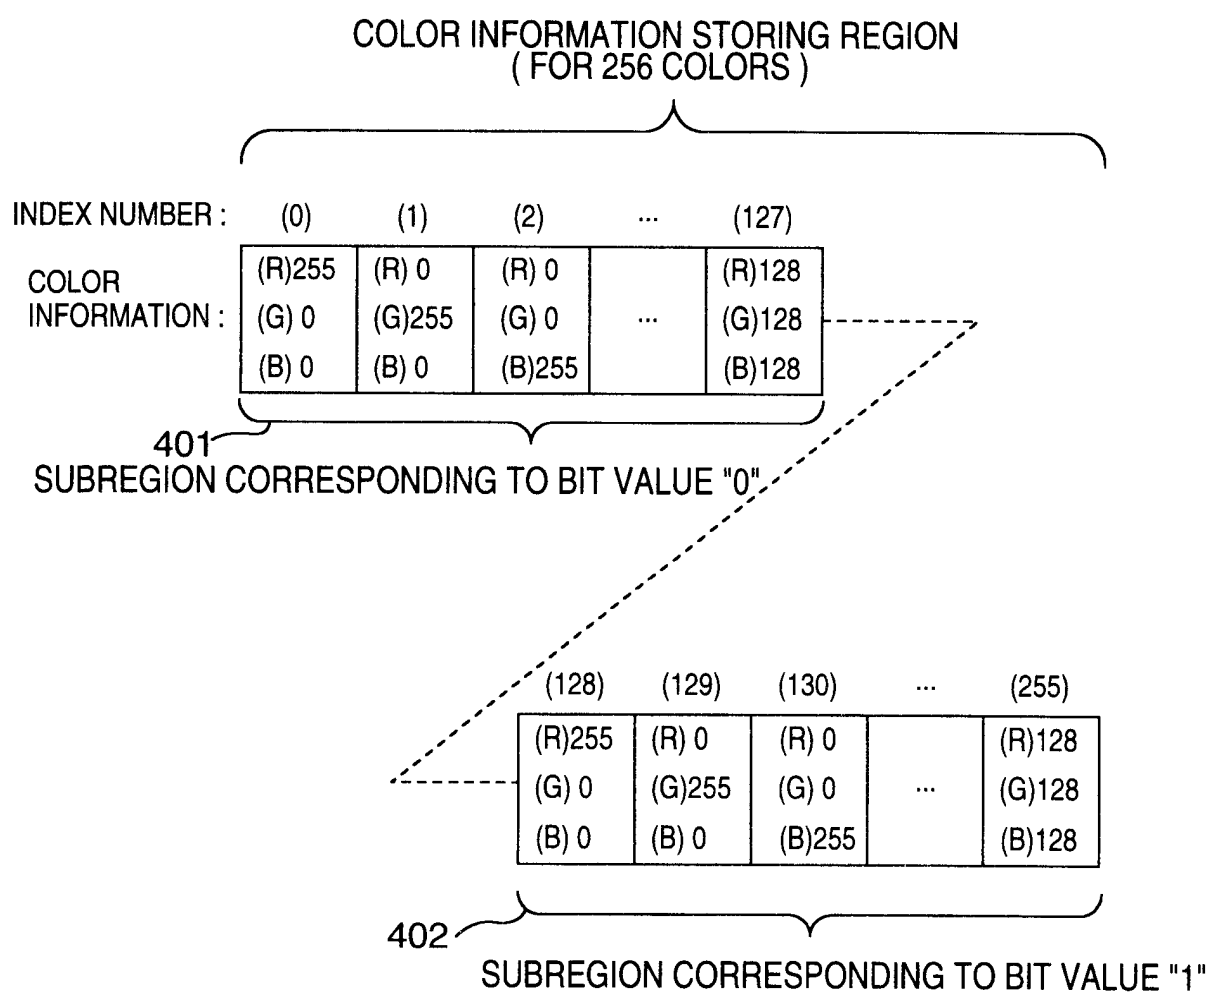 COLOR INFORMATION STORING REGION
( FOR 256 COLORS )
INDEX NUMBER : (0) (1) (2) ... (127)
COLOR INFORMATION :
(R)255 (R) 0 (R) 0 (R)128
(G) 0 (G)255 (G) 0 ... (G)128
(B) 0 (B) 0 (B)255 (B)128
401
SUBREGION CORRESPONDING TO BIT VALUE "0"
(128) (129) (130) ... (255)
(R)255 (R) 0 (R) 0 (R)128
(G) 0 (G)255 (G) 0 ... (G)128
(B) 0 (B) 0 (B)255 (B)128
402
SUBREGION CORRESPONDING TO BIT VALUE "1"